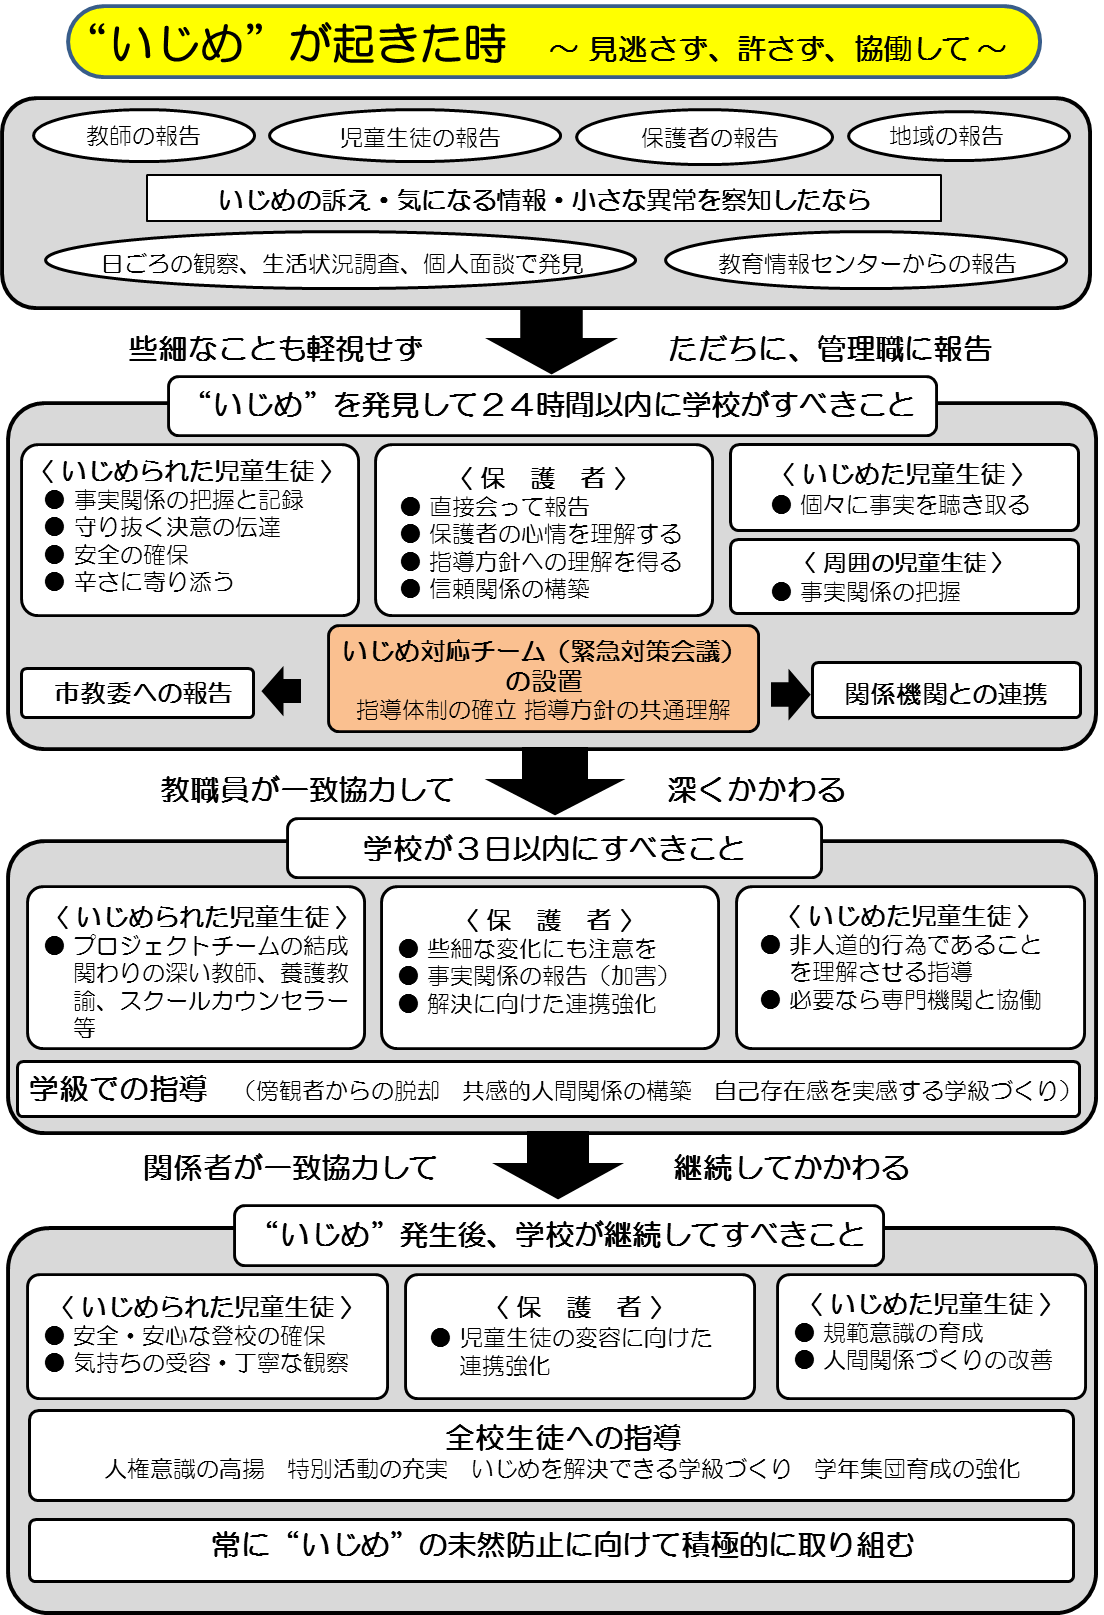 “いじめ”が起きた時　～見逃さず、許さず、協働して～
教師の報告
児童生徒の報告
保護者の報告
地域の報告
いじめの訴え・気になる情報・小さな異常を察知したなら
日ごろの観察、生活状況調査、個人面談で発見
教育情報センターからの報告
些細なことも軽視せず
ただちに、管理職に報告
“いじめ”を発見して２４時間以内に学校がすべきこと
〈いじめられた児童生徒〉
● 事実関係の把握と記録
● 守り抜く決意の伝達
● 安全の確保
● 辛さに寄り添う
〈保　護　者〉
● 直接会って報告
● 保護者の心情を理解する
● 指導方針への理解を得る
● 信頼関係の構築
〈いじめた児童生徒〉
● 個々に事実を聴き取る
〈周囲の児童生徒〉
● 事実関係の把握
いじめ対応チーム（緊急対策会議）
の設置
指導体制の確立 指導方針の共通理解
市教委への報告
関係機関との連携
教職員が一致協力して
深くかかわる
学校が３日以内にすべきこと
〈いじめられた児童生徒〉
● プロジェクトチームの結成
関わりの深い教師、養護教
諭、スクールカウンセラー
等
〈保　護　者〉
● 些細な変化にも注意を
● 事実関係の報告（加害）
● 解決に向けた連携強化
〈いじめた児童生徒〉
● 非人道的行為であること
を理解させる指導
● 必要なら専門機関と協働
学級での指導　（傍観者からの脱却　共感的人間関係の構築　自己存在感を実感する学級づくり）
関係者が一致協力して
継続してかかわる
“いじめ”発生後、学校が継続してすべきこと
〈いじめられた児童生徒〉
● 安全・安心な登校の確保
● 気持ちの受容・丁寧な観察
〈保　護　者〉
● 児童生徒の変容に向けた
連携強化
〈いじめた児童生徒〉
● 規範意識の育成
● 人間関係づくりの改善
全校生徒への指導
人権意識の高揚　特別活動の充実　いじめを解決できる学級づくり　学年集団育成の強化
常に“いじめ”の未然防止に向けて積極的に取り組む